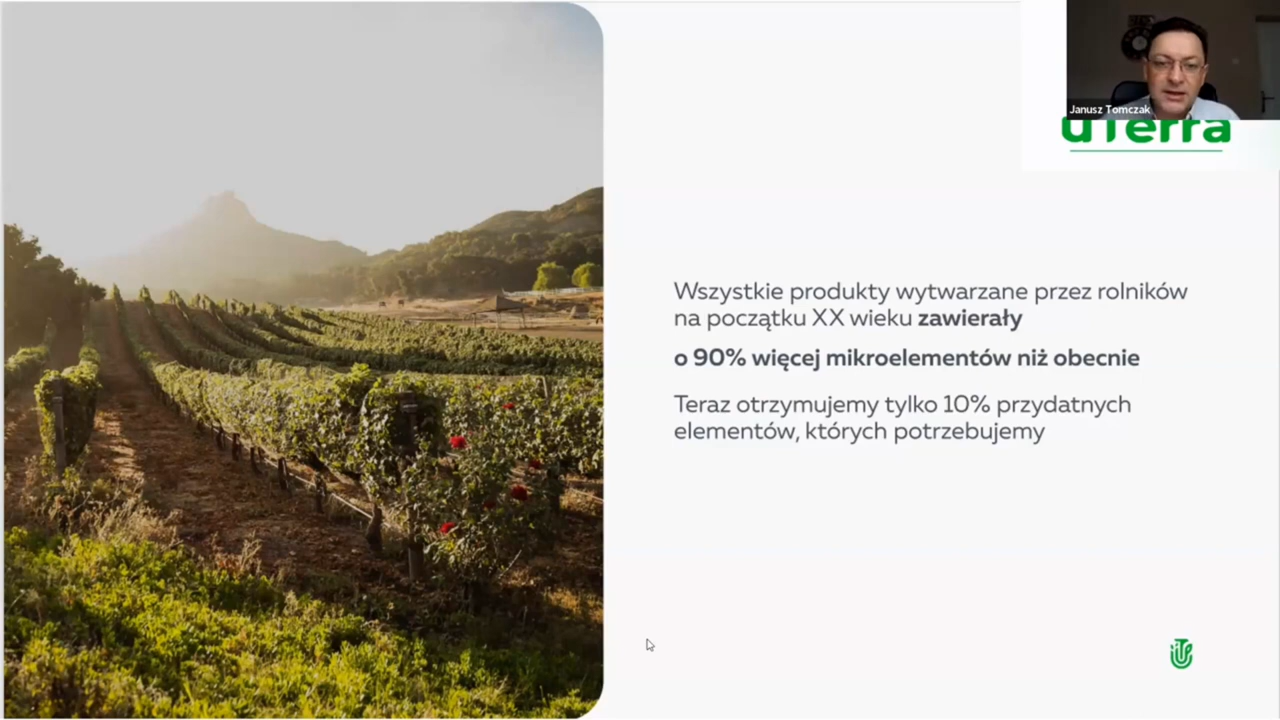 Janusz Tomczak
uTerra
Wszystkie produkty wytwarzane przez rolników
na początku XX wieku zawierały
o 90% więcej mikroelementów niż obecnie
Teraz otrzymujemy tylko 10% przydatnych
elementów, których potrzebujemy